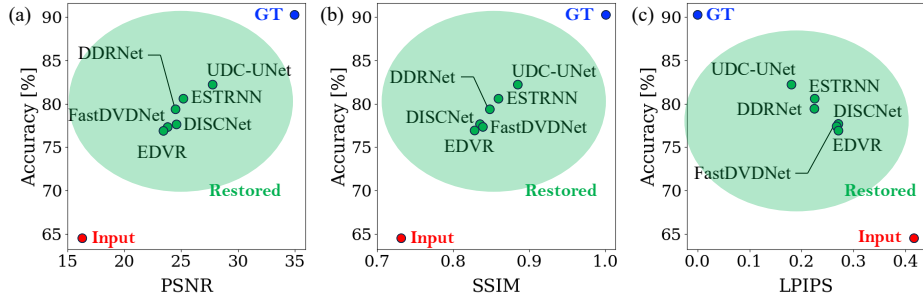 (a)
Accuracy [%]
90
85
80
75
70
65
GT
DDRNet
UDC-UNet
ESTRNN
FastDVDNet
DISCNet
EDVR
Restored
Input
15
20
25
30
35
PSNR
(b)
Accuracy [%]
90
85
80
75
70
65
GT
DDRNet
UDC-UNet
ESTRNN
DISCNet
FastDVDNet
EDVR
Restored
Input
0.7
0.8
0.9
1.0
SSIM
(c)
Accuracy [%]
90
85
80
75
70
65
GT
UDC-UNet
ESTRNN
DDRNet
DISCNet
EDVR
FastDVDNet
Restored
Input
0.0
0.1
0.2
0.3
0.4
LPIPS